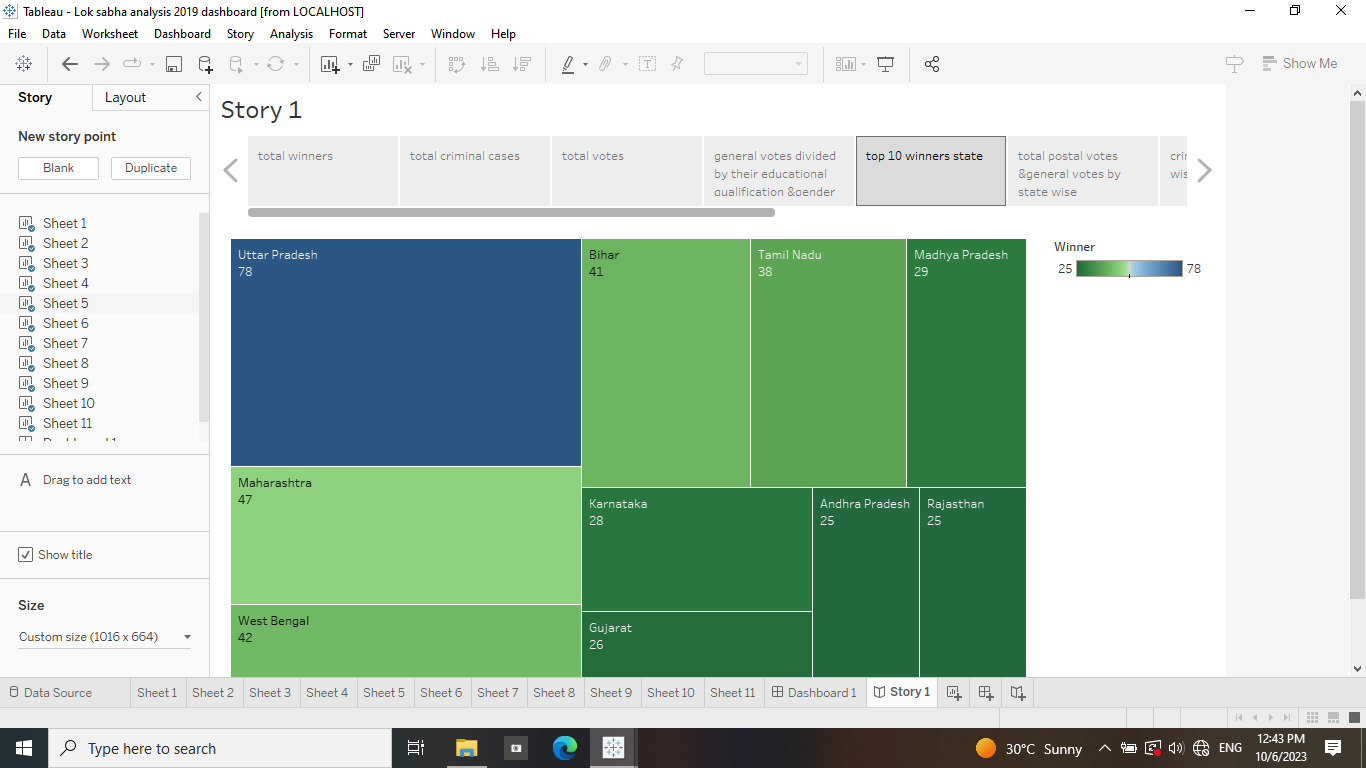 Tableau - Lok sabha analysis 2019 dashboard [from LOCALHOST]
File Data Worksheet Dashboard Story Analysis Format Server Window Help
Show Me
Story Layout
New story point
Blank Duplicate
Sheet 1
Sheet 2
Sheet 3
Sheet 4
Sheet 5
Sheet 6
Sheet 7
Sheet 8
Sheet 9
Sheet 10
Sheet 11
A Drag to add text
Show title
Size
Custom size (1016 x 664)
Story 1
total winners
total criminal cases
total votes
general votes divided
by their educational
qualification &gender
top 10 winners state
total postal votes
&general votes by
state wise
Uttar Pradesh
78
Maharashtra
47
West Bengal
42
Bihar
41
Tamil Nadu
38
Madhya Pradesh
29
Karnataka
28
Gujarat
26
Andhra Pradesh
25
Rajasthan
25
Winner
25 78
Data Source Sheet 1 Sheet 2 Sheet 3 Sheet 4 Sheet 5 Sheet 6 Sheet 7 Sheet 8 Sheet 9 Sheet 10 Sheet 11 Dashboard 1 Story 1
Type here to search
30°C Sunny
ENG
12:43 PM
10/6/2023